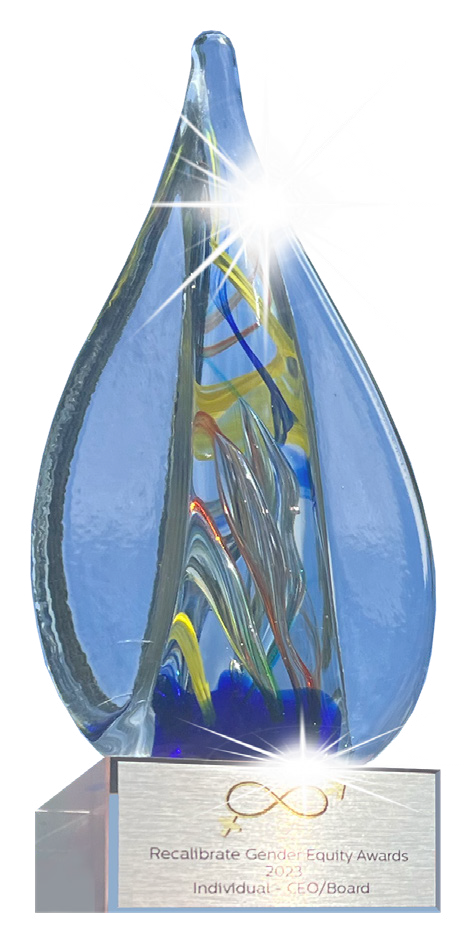 Recalibrate Gender Equity Awards
2023
Individual - CEO/Board